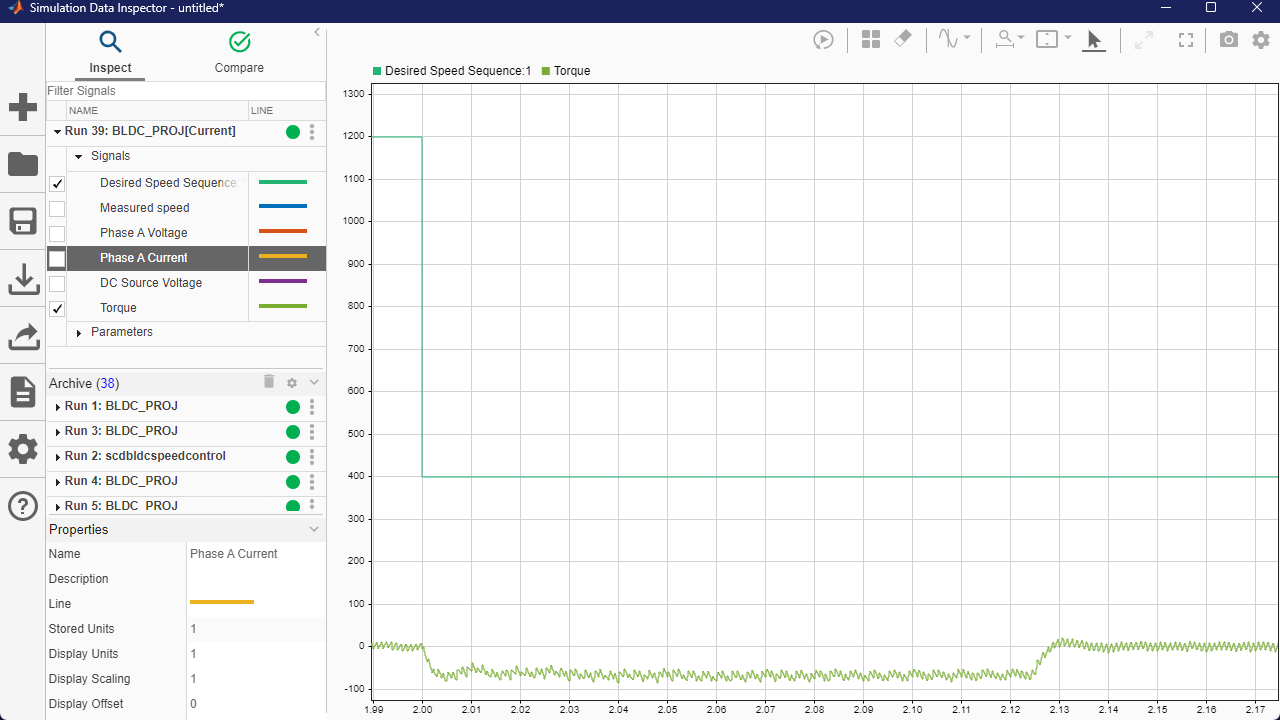 Simulation Data Inspector - untitled*
Inspect
Compare
Filter Signals
NAME LINE
Run 39: BLDC_PROJ[Current]
Signals
Desired Speed Sequence:
Measured speed
Phase A Voltage
Phase A Current
DC Source Voltage
Torque
Parameters
Archive (38)
Run 1: BLDC_PROJ
Run 3: BLDC_PROJ
Run 2: scdbldcspeedcontrol
Run 4: BLDC_PROJ
Run 5: BLDC_PROJ
Properties
Name Phase A Current
Description
Line
Stored Units 1
Display Units 1
Display Scaling 1
Display Offset 0
Desired Speed Sequence:1 Torque
1300
1200
1100
1000
900
800
700
600
500
400
300
200
100
0
-100
1.99 2.00 2.01 2.02 2.03 2.04 2.05 2.06 2.07 2.08 2.09 2.10 2.11 2.12 2.13 2.14 2.15 2.16 2.17